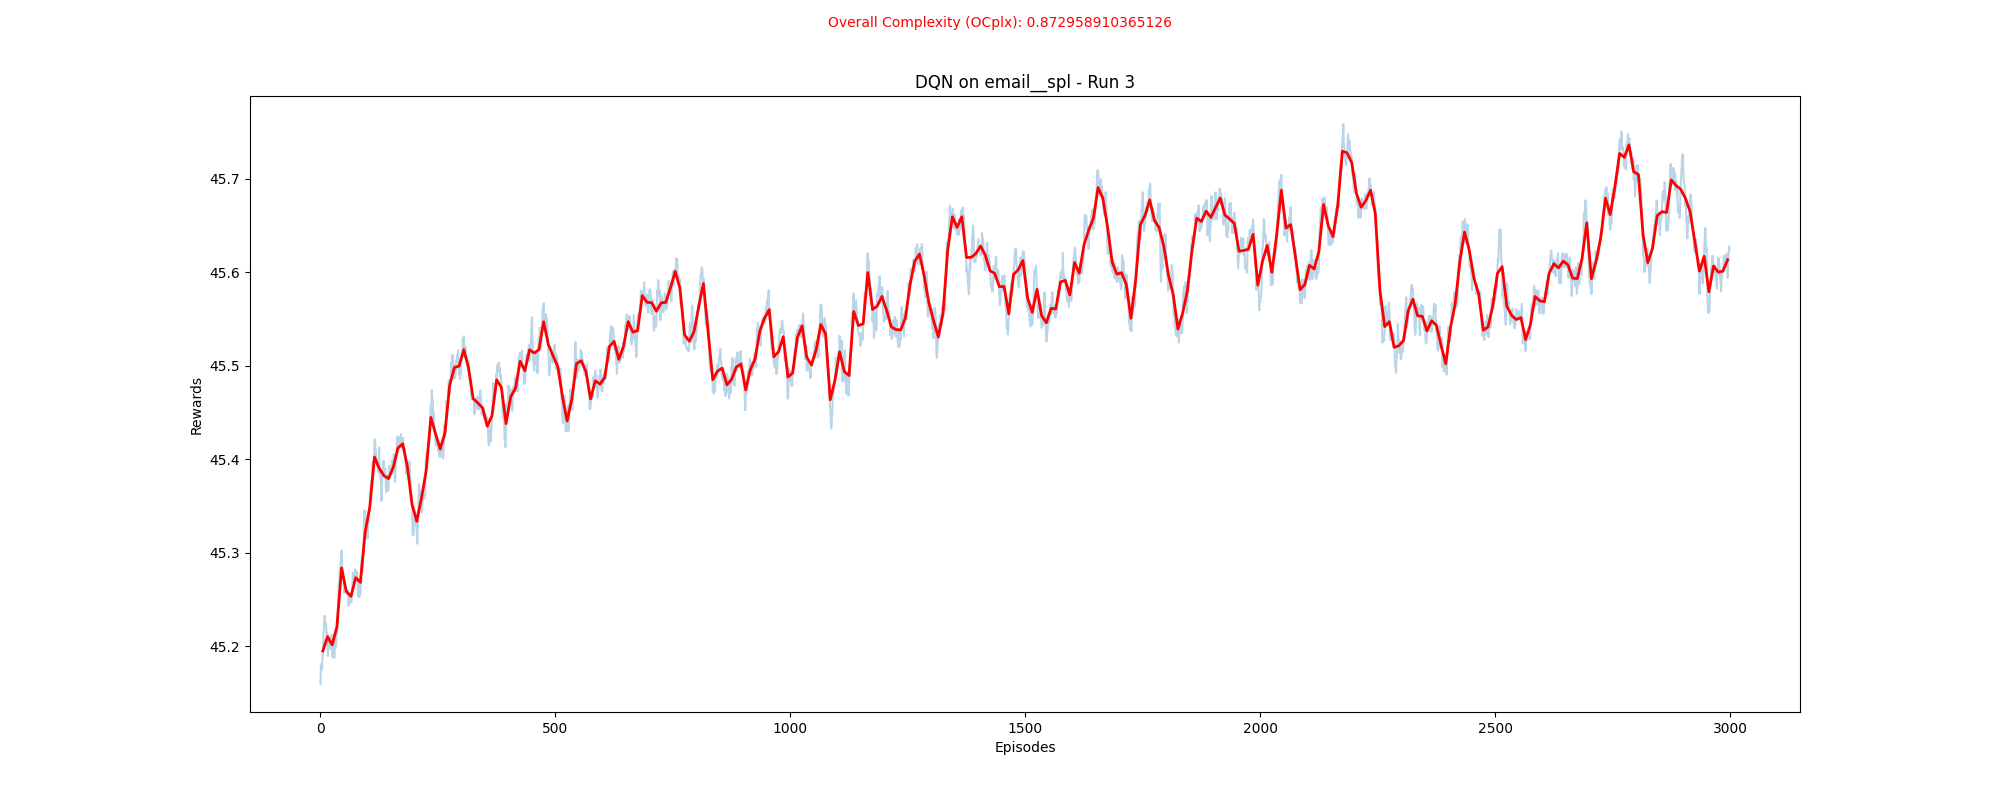 Overall Complexity (OCplx): 0.872958910365126
DQN on email__spl - Run 3
45.7
45.6
45.5
45.4
45.3
45.2
Rewards
0 500 1000 1500 2000 2500 3000
Episodes